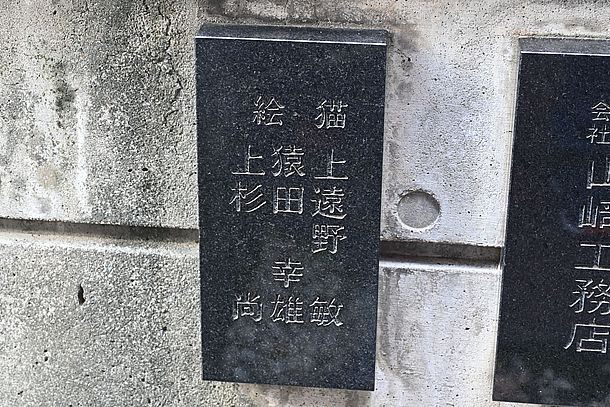 猫 上遠野 敏
絵 猿田 幸雄
上杉 尚
会社 山崎工務店